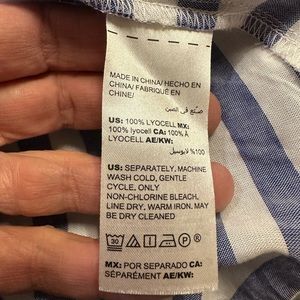 MADE IN CHINA/ HECHO EN
CHINA/ FABRIQUÉ EN
CHINE/
صنع في الصين
US: 100% LYOCELL MX:
100% lyocell CA: 100% Â
LYOCELL AE/KW:
100% لايوسيل
US: SEPARATELY, MACHINE
WASH COLD, GENTLE
CYCLE, ONLY
NON-CHLORINE BLEACH,
LINE DRY, WARM IRON, MAY
BE DRY CLEANED
30
MX: POR SEPARADO CA:
SÉPARÉMENT AE/KW: